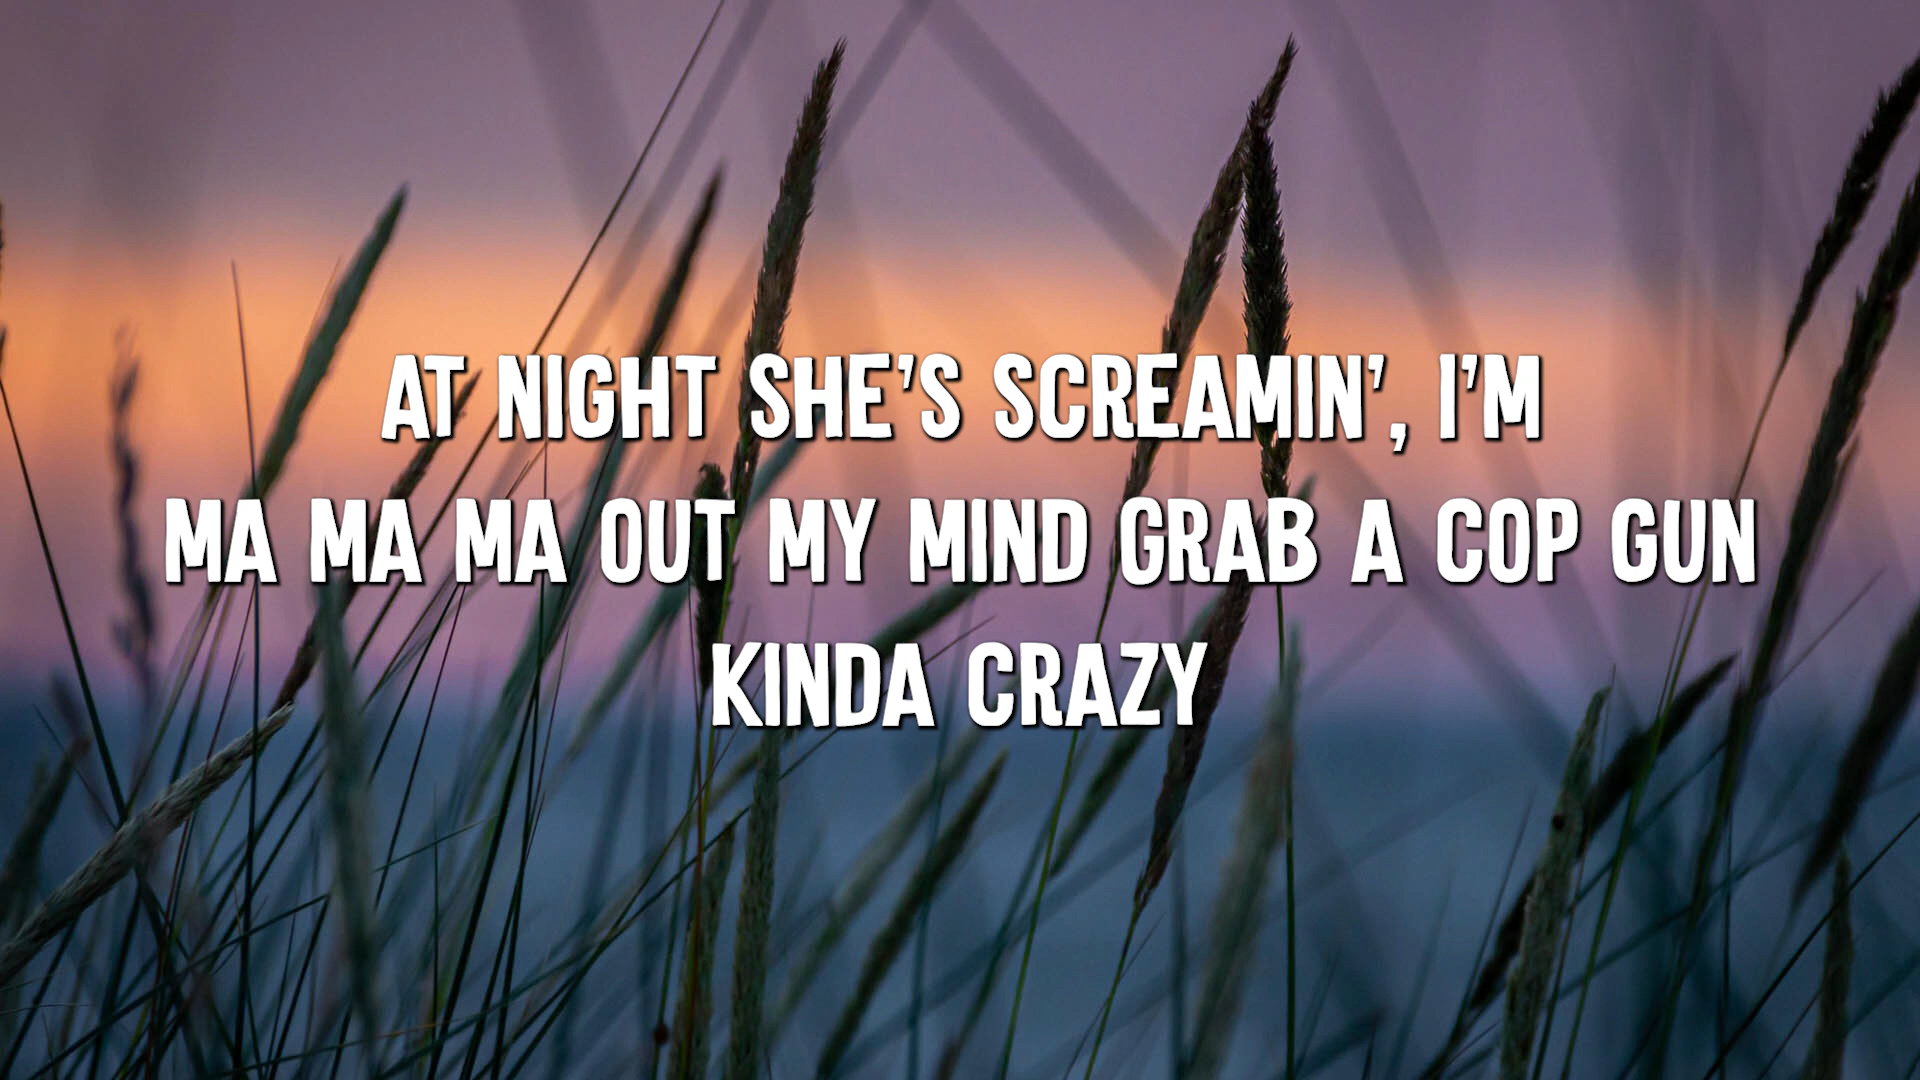 AT NIGHT SHE'S SCREAMIN', I'M
MA MA MA OUT MY MIND GRAB A COP GUN
KINDA CRAZY